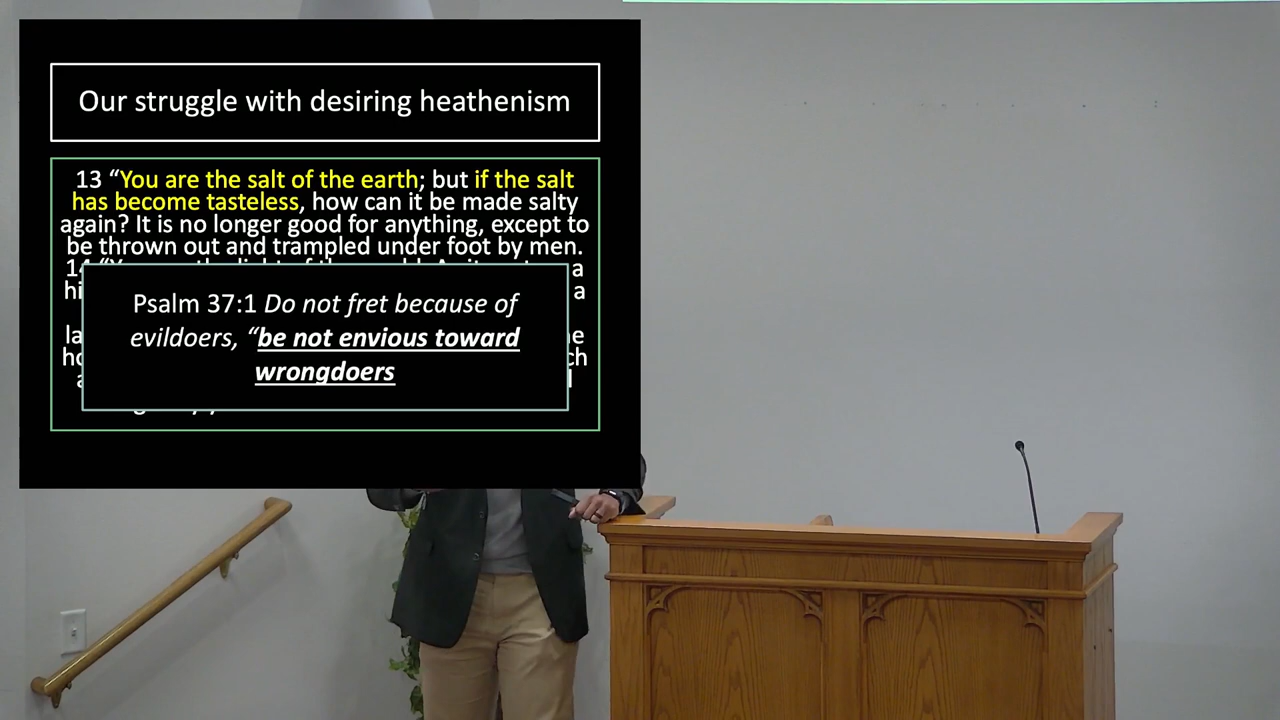 Our struggle with desiring heathenism
13 “You are the salt of the earth; but if the salt
has become tasteless, how can it be made salty
again? It is no longer good for anything, except to
be thrown out and trampled under foot by men.
a
a
Psalm 37:1 Do not fret because of
evildoers, “be not envious toward
wrongdoers